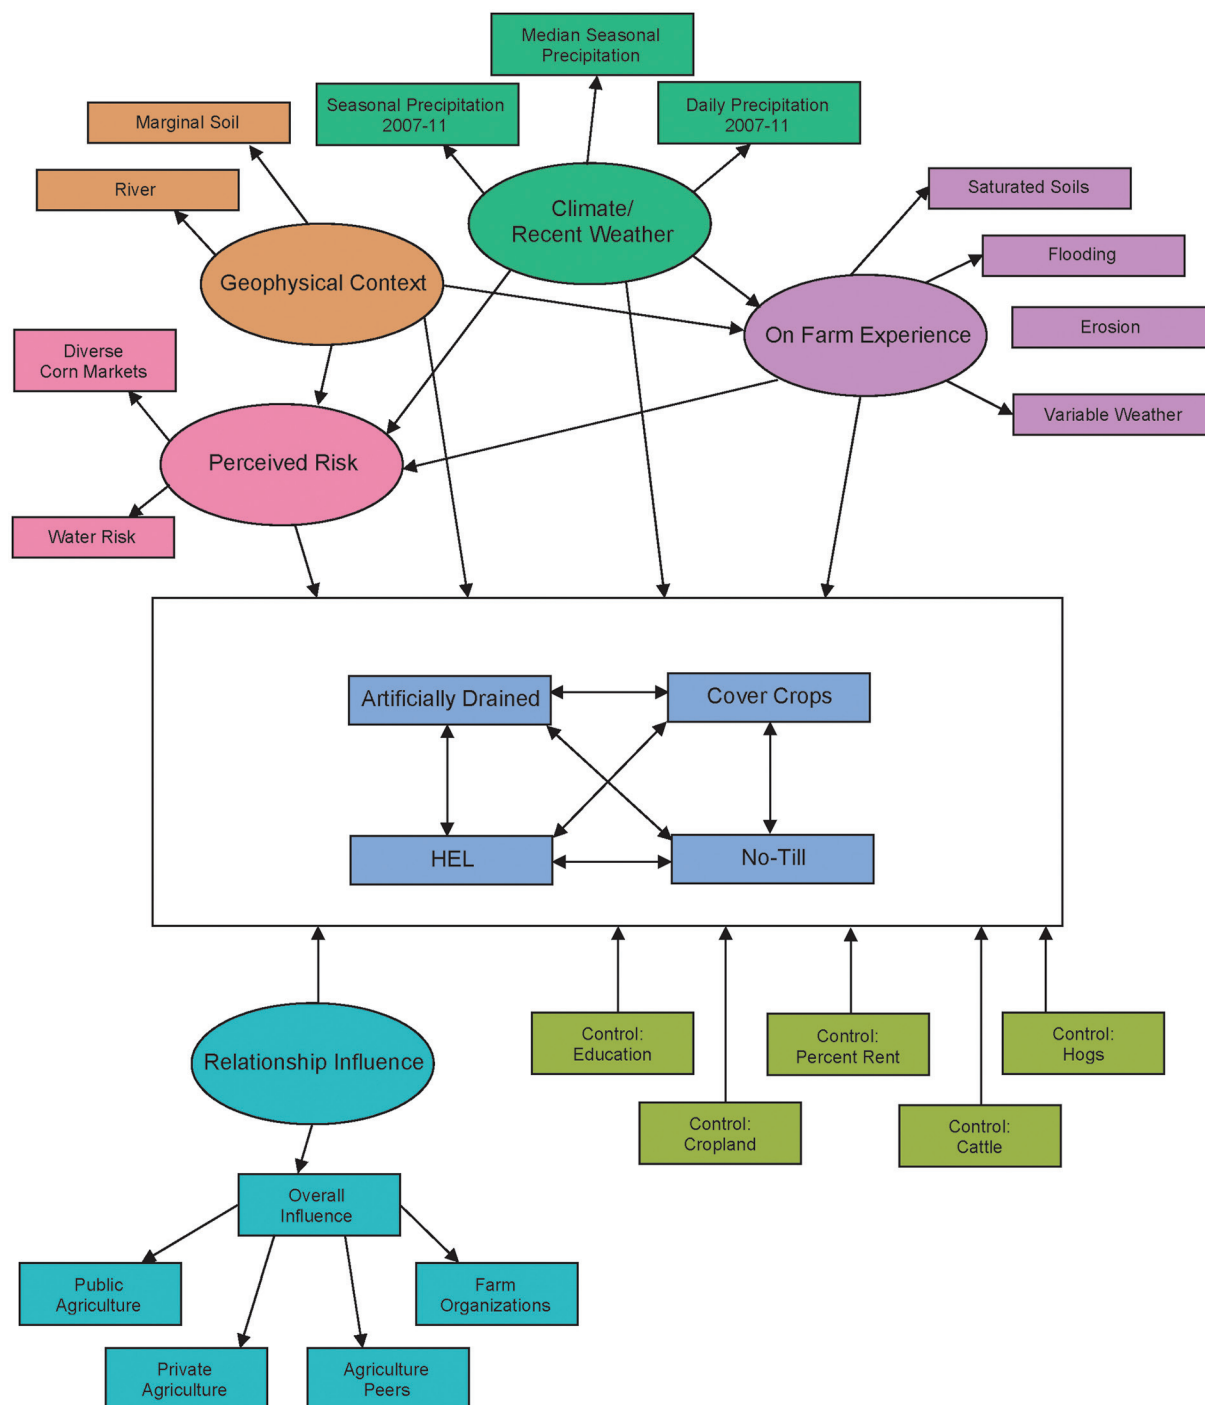 Median Seasonal
Precipitation
Seasonal Precipitation
2007-11
Daily Precipitation
2007-11
Marginal Soil
River
Climate/
Recent Weather
Saturated Soils
Geophysical Context
Flooding
On Farm Experience
Erosion
Diverse
Corn Markets
Variable Weather
Perceived Risk
Water Risk
Artificially Drained
Cover Crops
HEL
No-Till
Relationship Influence
Control:
Education
Control:
Percent Rent
Control:
Hogs
Control:
Cropland
Control:
Cattle
Overall
Influence
Public
Agriculture
Farm
Organizations
Private
Agriculture
Agriculture
Peers